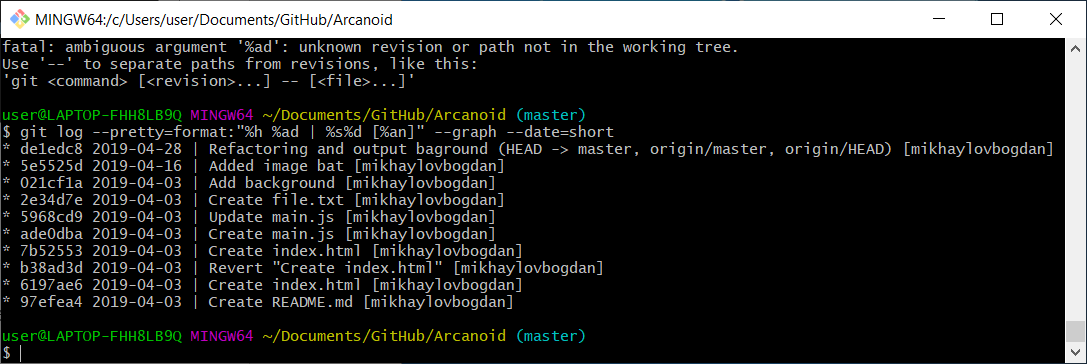 MINGW64:/c/Users/user/Documents/GitHub/Arcanoid
fatal: ambiguous argument '%ad': unknown revision or path not in the working tree.
Use '--' to separate paths from revisions, like this:
'git <command> [<revision>...] -- [<file>...]'
user@LAPTOP-FHH8LB9Q MINGW64 ~/Documents/GitHub/Arcanoid (master)
$ git log --pretty=format:"%h %ad | %s%d [%an]" --graph --date=short
* de1edc8 2019-04-28 | Refactoring and output baground (HEAD -> master, origin/master, origin/HEAD) [mikhaylovbogdan]
* 5e5525d 2019-04-16 | Added image bat [mikhaylovbogdan]
* 021cf1a 2019-04-03 | Add background [mikhaylovbogdan]
* 2e34d7e 2019-04-03 | Create file.txt [mikhaylovbogdan]
* 5968cd9 2019-04-03 | Update main.js [mikhaylovbogdan]
* ade0dba 2019-04-03 | Create main.js [mikhaylovbogdan]
* 7b52553 2019-04-03 | Create index.html [mikhaylovbogdan]
* b38ad3d 2019-04-03 | Revert "Create index.html" [mikhaylovbogdan]
* 6197ae6 2019-04-03 | Create index.html [mikhaylovbogdan]
* 97efea4 2019-04-03 | Create README.md [mikhaylovbogdan]
user@LAPTOP-FHH8LB9Q MINGW64 ~/Documents/GitHub/Arcanoid (master)
$